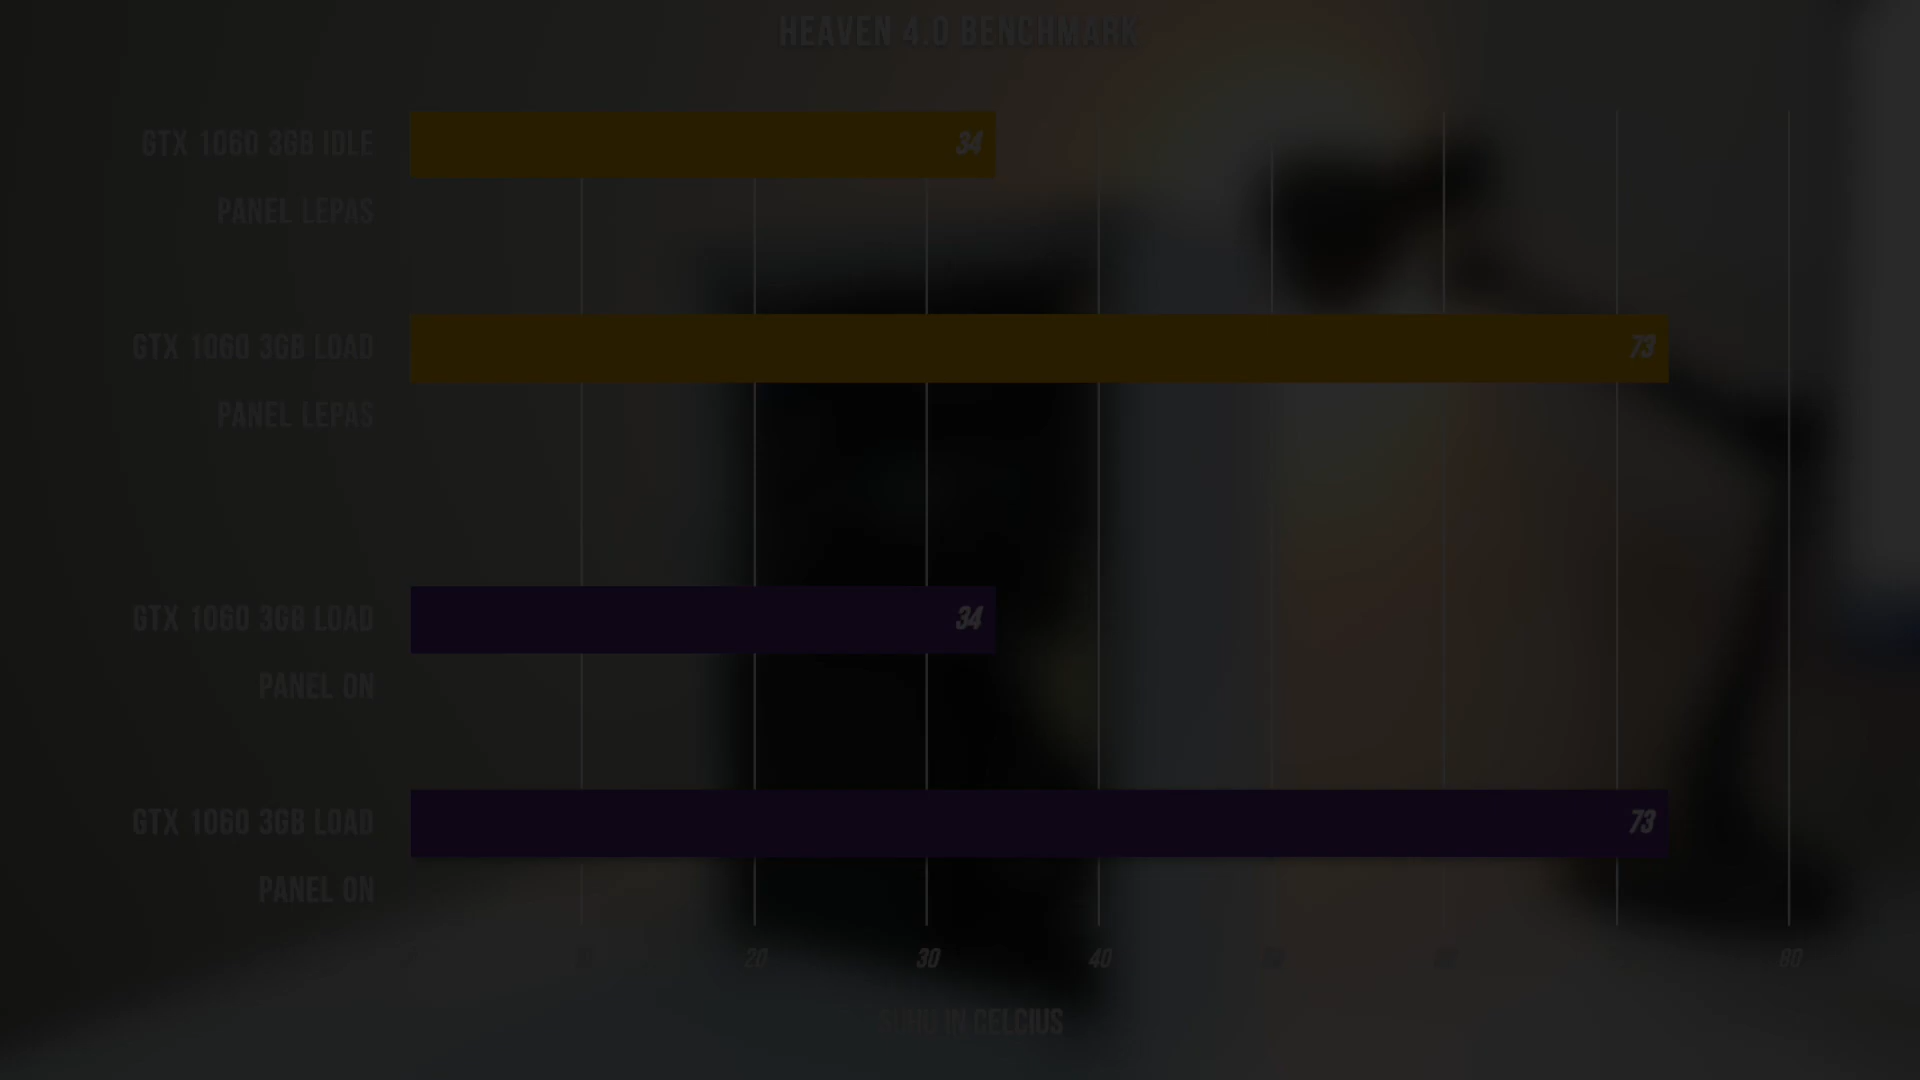 HEAVEN 4.0 BENCHMARK
GTX 1060 3GB IDLE
34
PANEL LEPAS
GTX 1060 3GB LOAD
73
PANEL LEPAS
GTX 1060 3GB LOAD
34
PANEL ON
GTX 1060 3GB LOAD
73
PANEL ON
20 30 40 80
SUHU IN CELCIUS